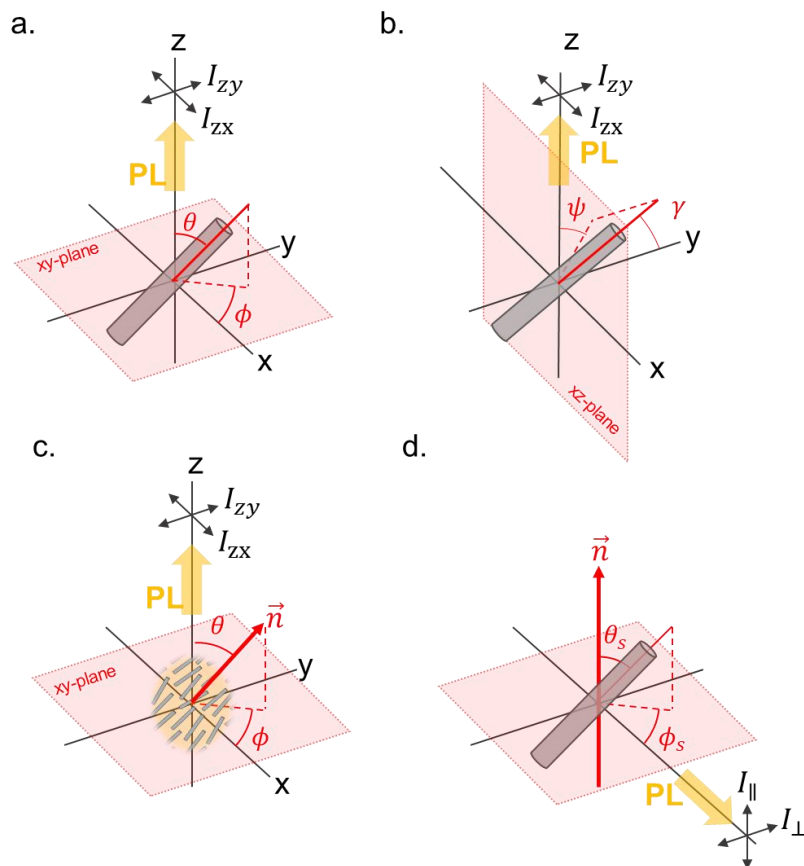 a.
z
I_zy
I_zx
PL
θ
xy-plane
y
ϕ
x
b.
z
I_zy
I_zx
PL
ψ
γ
y
x
xz-plane
c.
z
I_zy
I_zx
PL
θ
n⃗
xy-plane
y
ϕ
x
d.
n⃗
θ_s
ϕ_s
PL
I_∥
I_⊥